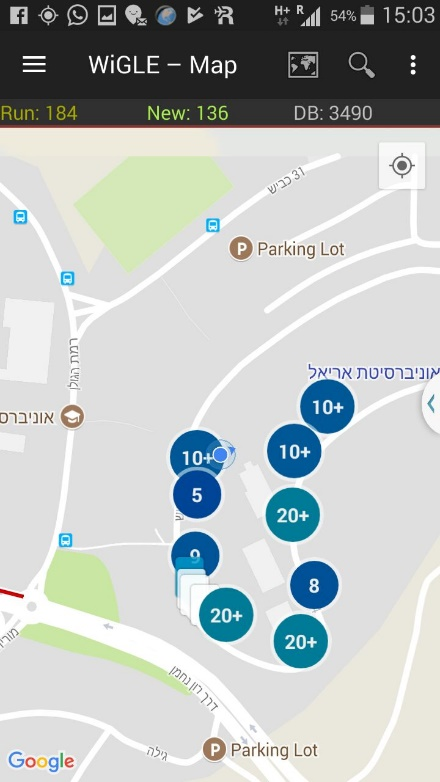 H+ R 54% 15:03
WiGLE – Map
Run: 184 New: 136 DB: 3490
כביש 31
P Parking Lot
רמת הגולן
אוניברסיטת אריאל
אוניברס
10+
10+
10+
5
20+
9
8
20+
20+
דרך רון נחמן
גילה
P Parking Lot
Google